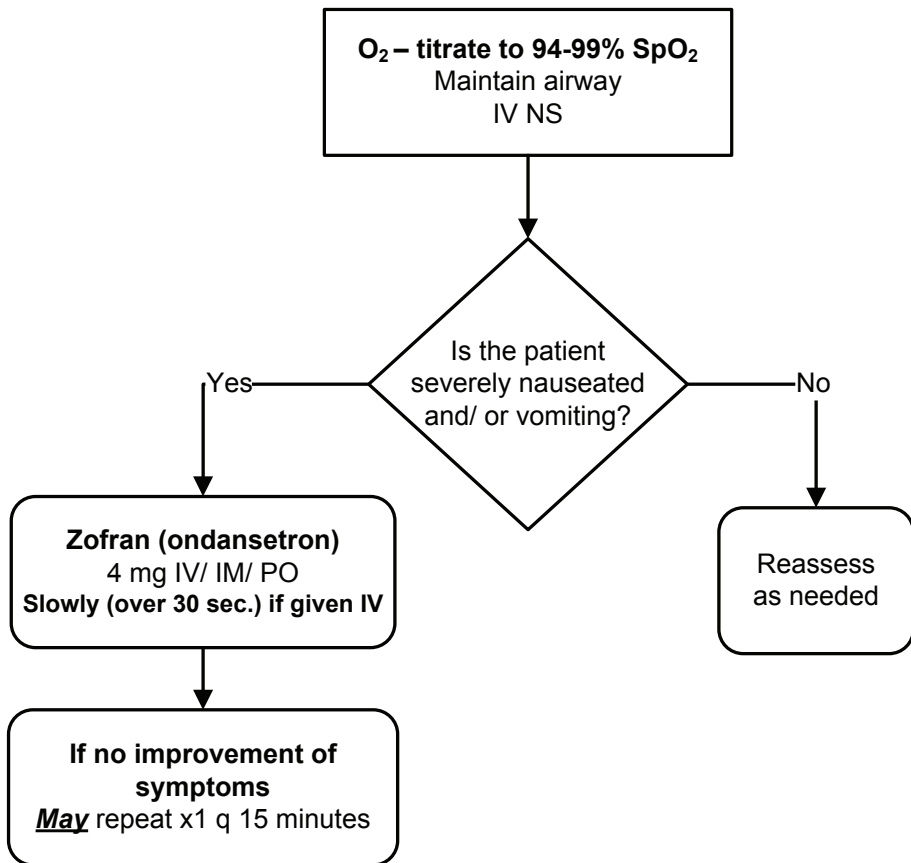 O₂ – titrate to 94-99% SpO₂
Maintain airway
IV NS
Is the patient
severely nauseated
and/ or vomiting?
Yes
No
Zofran (ondansetron)
4 mg IV/ IM/ PO
Slowly (over 30 sec.) if given IV
Reassess
as needed
If no improvement of
symptoms
May repeat x1 q 15 minutes